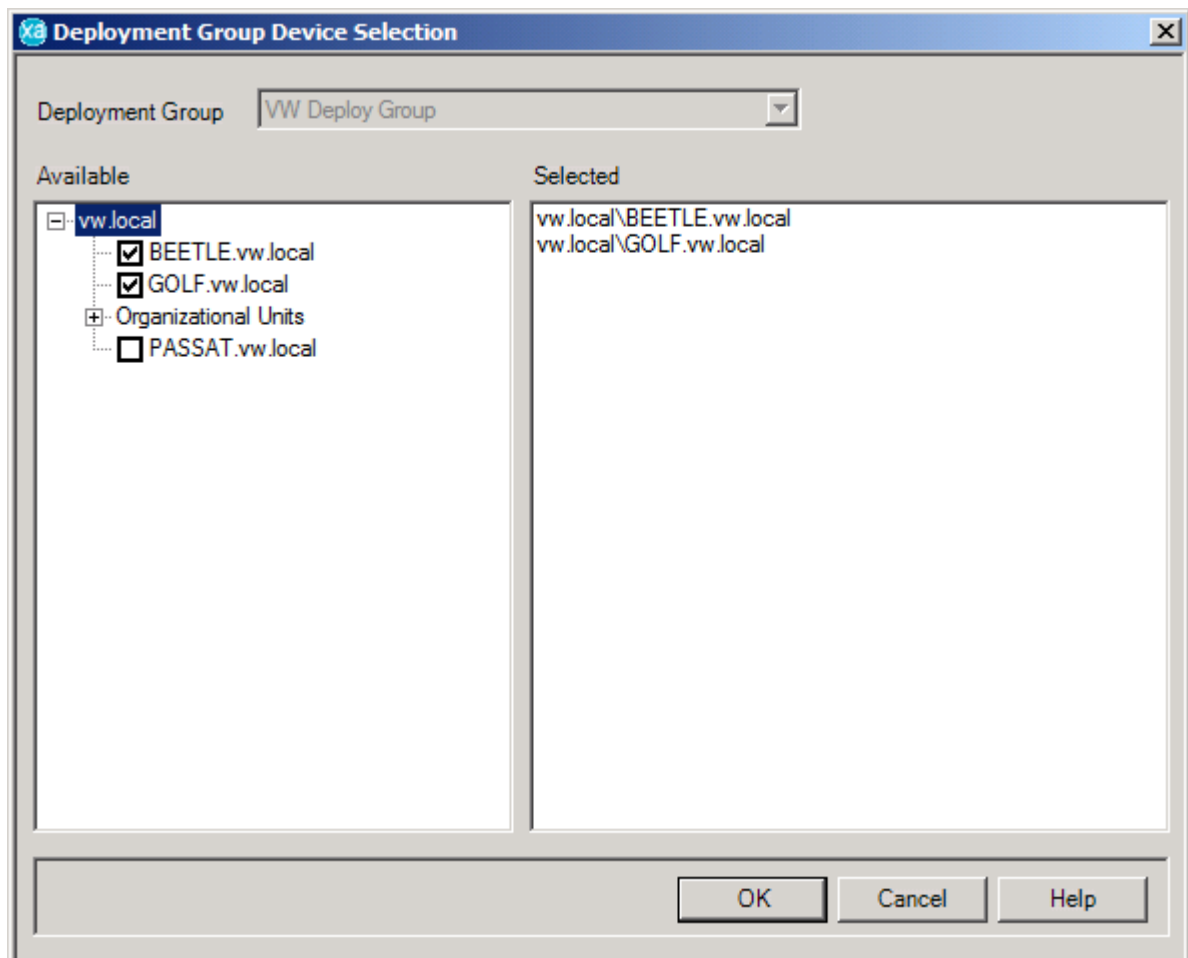 xa Deployment Group Device Selection
Deployment Group VW Deploy Group
Available
Selected
vw.local
BEETLE.vw.local
GOLF.vw.local
Organizational Units
PASSAT.vw.local
vw.local\BEETLE.vw.local
vw.local\GOLF.vw.local
OK Cancel Help